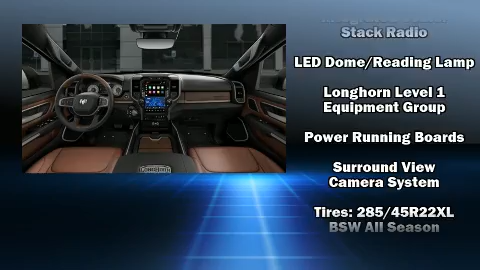 Stack Radio
LED Dome/Reading Lamp
Longhorn Level 1
Equipment Group
Power Running Boards
Surround View
Camera System
Tires: 285/45R22XL
BSW All Season